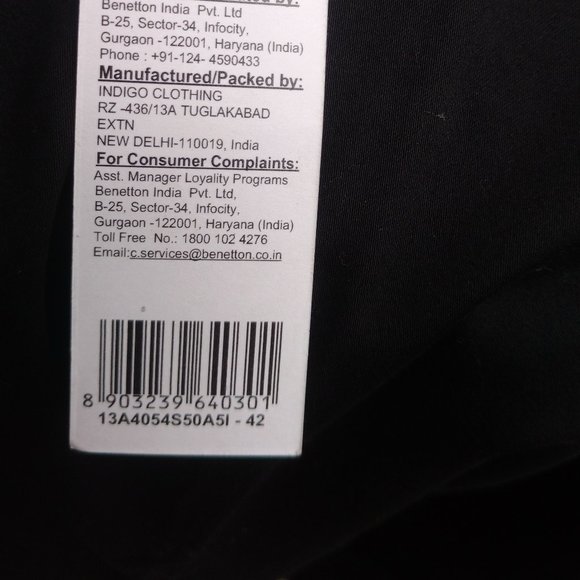 by:
Benetton India Pvt. Ltd
B-25, Sector-34, Infocity,
Gurgaon -122001, Haryana (India)
Phone : +91-124- 4590433
Manufactured/Packed by:
INDIGO CLOTHING
RZ -436/13A TUGLAKABAD
EXTN
NEW DELHI-110019, India
For Consumer Complaints:
Asst. Manager Loyality Programs
Benetton India Pvt. Ltd,
B-25, Sector-34, Infocity,
Gurgaon -122001, Haryana (India)
Toll Free No.: 1800 102 4276
Email:c.services@benetton.co.in
8 903239 640301
13A4054S50A5I - 42